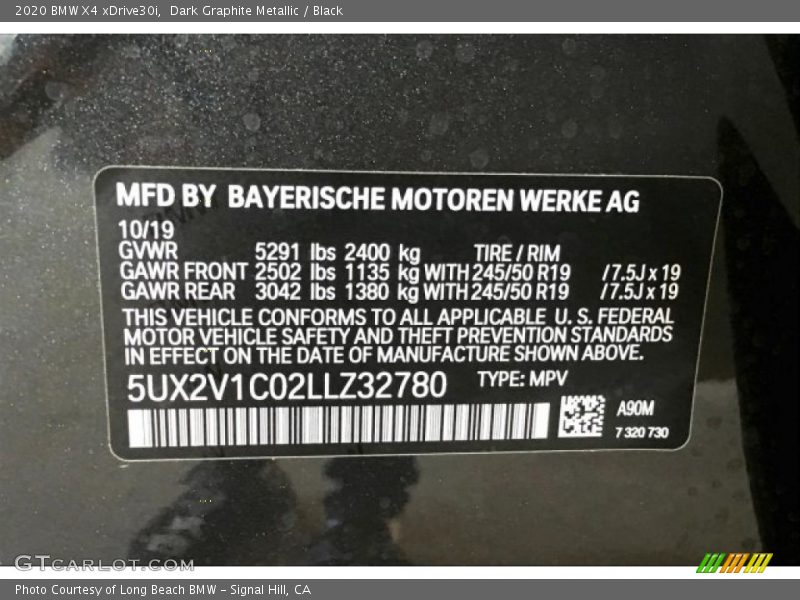 2020 BMW X4 xDrive30i,  Dark Graphite Metallic / Black
MFD BY BAYERISCHE MOTOREN WERKE AG
10/19
GVWR 5291 lbs 2400 kg TIRE / RIM
GAWR FRONT 2502 lbs 1135 kg WITH 245/50 R19 /7.5J x 19
GAWR REAR 3042 lbs 1380 kg WITH 245/50 R19 /7.5J x 19
THIS VEHICLE CONFORMS TO ALL APPLICABLE U. S. FEDERAL
MOTOR VEHICLE SAFETY AND THEFT PREVENTION STANDARDS
IN EFFECT ON THE DATE OF MANUFACTURE SHOWN ABOVE.
5UX2V1C02LLZ32780 TYPE: MPV
A90M
7 320 730
GTcarlot.com
Photo Courtesy of Long Beach BMW - Signal Hill, CA